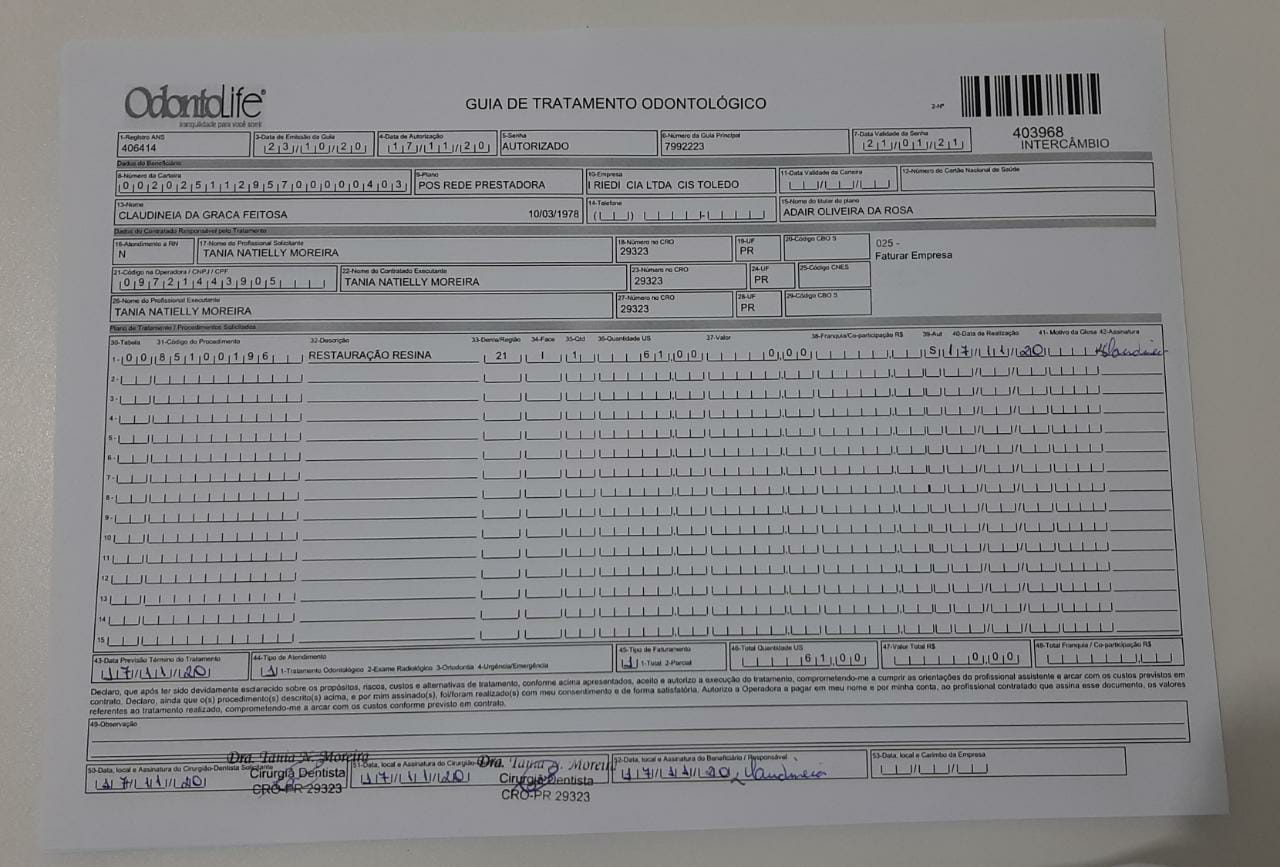 OdontoLife®
tranquilidade para você sorrir
GUIA DE TRATAMENTO ODONTOLÓGICO
2-Nº
403968
INTERCÂMBIO
1-Registro ANS
406414
3-Data de Emissão da Guia
23/10/20
4-Data de Autorização
17/11/20
5-Senha
AUTORIZADO
6-Número da Guia Principal
7992223
7-Data Validade da Senha
21/01/21
Dados do Beneficiário
8-Número da Carteira
00202511295700000403
9-Plano
POS REDE PRESTADORA
10-Empresa
I RIEDI CIA LTDA CIS TOLEDO
11-Data Validade da Carteira
12-Número do Cartão Nacional de Saúde
13-Nome
CLAUDINEIA DA GRACA FEITOSA 10/03/1978
14-Telefone
15-Nome do titular do plano
ADAIR OLIVEIRA DA ROSA
Dados do Contratado Responsável pelo Tratamento
16-Atendimento a RN
N
17-Nome do Profissional Solicitante
TANIA NATIELLY MOREIRA
18-Número no CRO
29323
19-UF
PR
20-Código CBO S
025 -
Faturar Empresa
21-Código na Operadora / CNPJ / CPF
09721443905
22-Nome do Contratado Executante
TANIA NATIELLY MOREIRA
23-Número no CRO
29323
24-UF
PR
25-Código CNES
26-Nome do Profissional Executante
TANIA NATIELLY MOREIRA
27-Número no CRO
29323
28-UF
PR
29-Código CBO S
Plano de Tratamento / Procedimentos Solicitados
30-Tabela 31-Código do Procedimento 32-Descrição 33-Dente/Região 34-Face 35-Qtd 36-Quantidade US 37-Valor 38-Franquia/Co-participação R$ 39-Aut 40-Data da Realização 41- Motivo da Glosa 42-Assinatura
1- 00 85100196 RESTAURAÇÃO RESINA 21 I 1 61,00 0,00 S 17/11/20
2-
3-
4-
5-
6-
7-
8-
9-
10
11
12
13
14
15
43-Data Previsão Término do Tratamento
17/11/20
44-Tipo de Atendimento
1 1-Tratamento Odontológico 2-Exame Radiológico 3-Ortodontia 4-Urgência/Emergência
45-Tipo de Faturamento
1 1-Total 2-Parcial
46-Total Quantidade US
61,00
47-Valor Total R$
0,00
48-Total Franquia / Co-participação R$
Declaro, que após ter sido devidamente esclarecido sobre os propósitos, riscos, custos e alternativas de tratamento, conforme acima apresentados, aceito e autorizo a execução do tratamento, comprometendo-me a cumprir as orientações do profissional assistente e arcar com os custos previstos em
contrato. Declaro, ainda que o(s) procedimento(s) descrito(s) acima, e por mim assinado(s), foi/foram realizado(s) com meu consentimento e de forma satisfatória. Autorizo a Operadora a pagar em meu nome e por minha conta, ao profissional contratado que assina esse documento, os valores
referentes ao tratamento realizado, comprometendo-me a arcar com os custos conforme previsto em contrato.
49-Observação
50-Data, local e Assinatura do Cirurgião-Dentista Solicitante
17/11/20
Dra. Tania N. Moreira
Cirurgiã Dentista
CRO-PR 29323
51-Data, local e Assinatura do Cirurgião-
17/11/20
Dra. Tania N. Moreira
Cirurgiã Dentista
CRO-PR 29323
52-Data, local e Assinatura do Beneficiário / Responsável
17/11/20
53-Data, local e Carimbo da Empresa